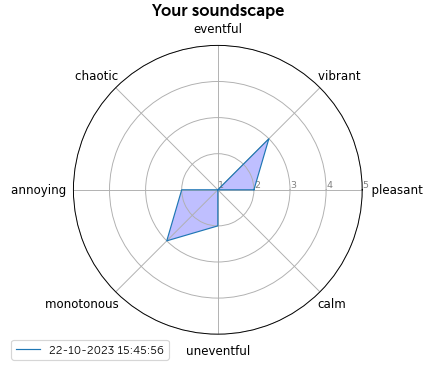 Your soundscape
eventful
chaotic
vibrant
annoying
1 2 3 4 5
pleasant
monotonous
calm
uneventful
22-10-2023 15:45:56